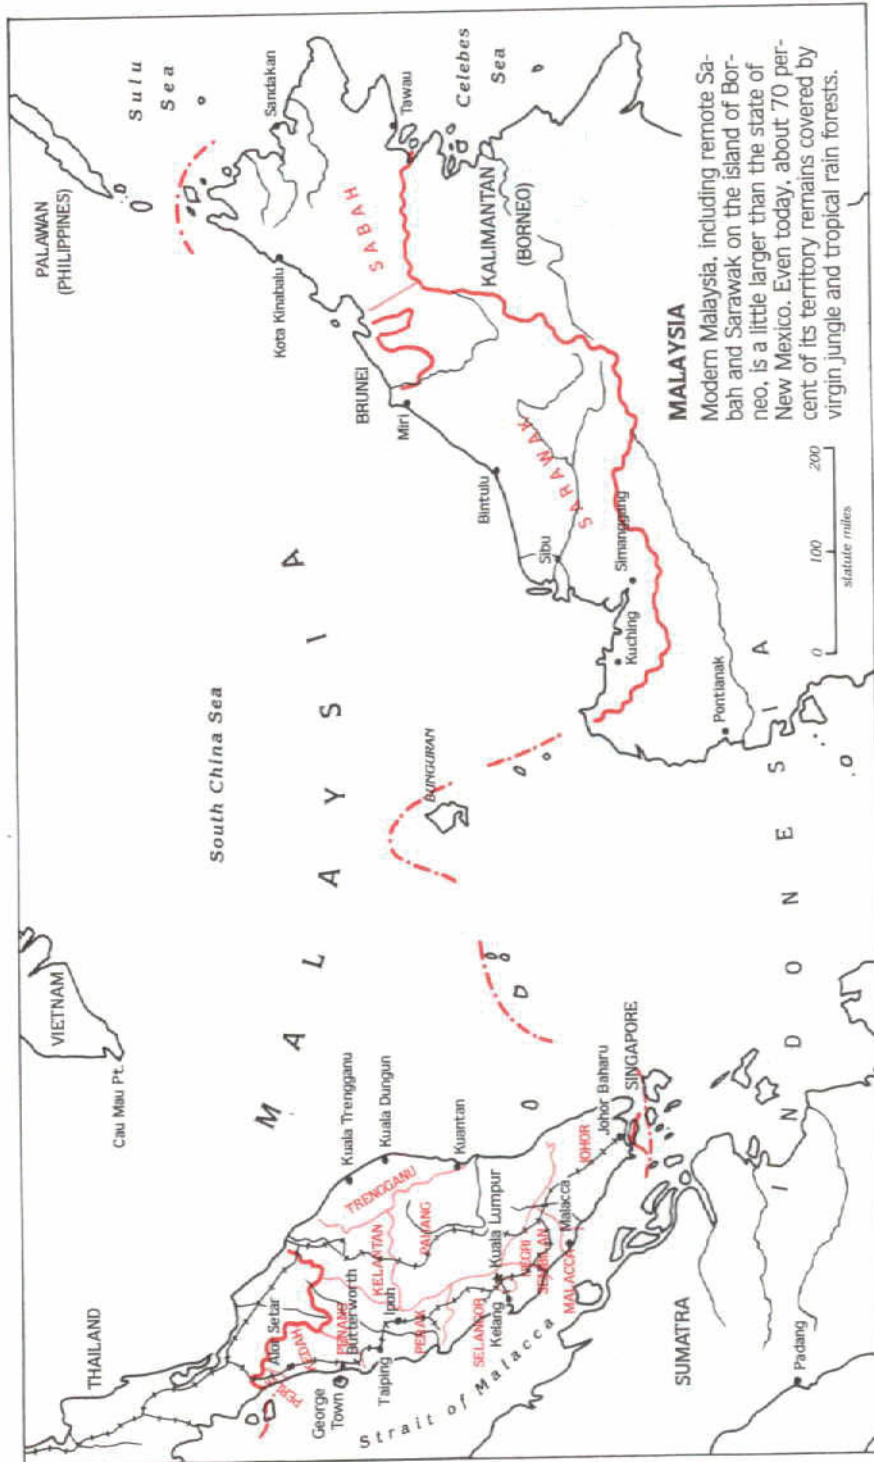 PALAWAN
(PHILIPPINES)
Sulu
Sea
Sandakan
Celebes
Sea
Tawau
Kota Kinabalu
SABAH
KALIMANTAN
(BORNEO)
BRUNEI
Miri
Bintulu
SARAWAK
Sibu
Simanggang
Kuching
Pontianak
South China Sea
MALAYSIA
BUNGURAN
INDONESIA
VIETNAM
Cau Mau Pt.
THAILAND
Kuala Trengganu
Kuala Dungun
Kuantan
TRENGGANU
KELANTAN
PAHANG
Alor Setar
KEDAH
PINANG
Butterworth
George
Town
Taiping
Ipoh
PERAK
SELANGOR
Kelang
Kuala Lumpur
NEGRI
SEMBILAN
MALACCA
Malacca
JOHOR
Johor Baharu
SINGAPORE
Strait of Malacca
SUMATRA
Padang
MALAYSIA
Modern Malaysia, including remote Sa-
bah and Sarawak on the island of Bor-
neo, is a little larger than the state of
New Mexico. Even today, about 70 per-
cent of its territory remains covered by
virgin jungle and tropical rain forests.
0 100 200
statute miles